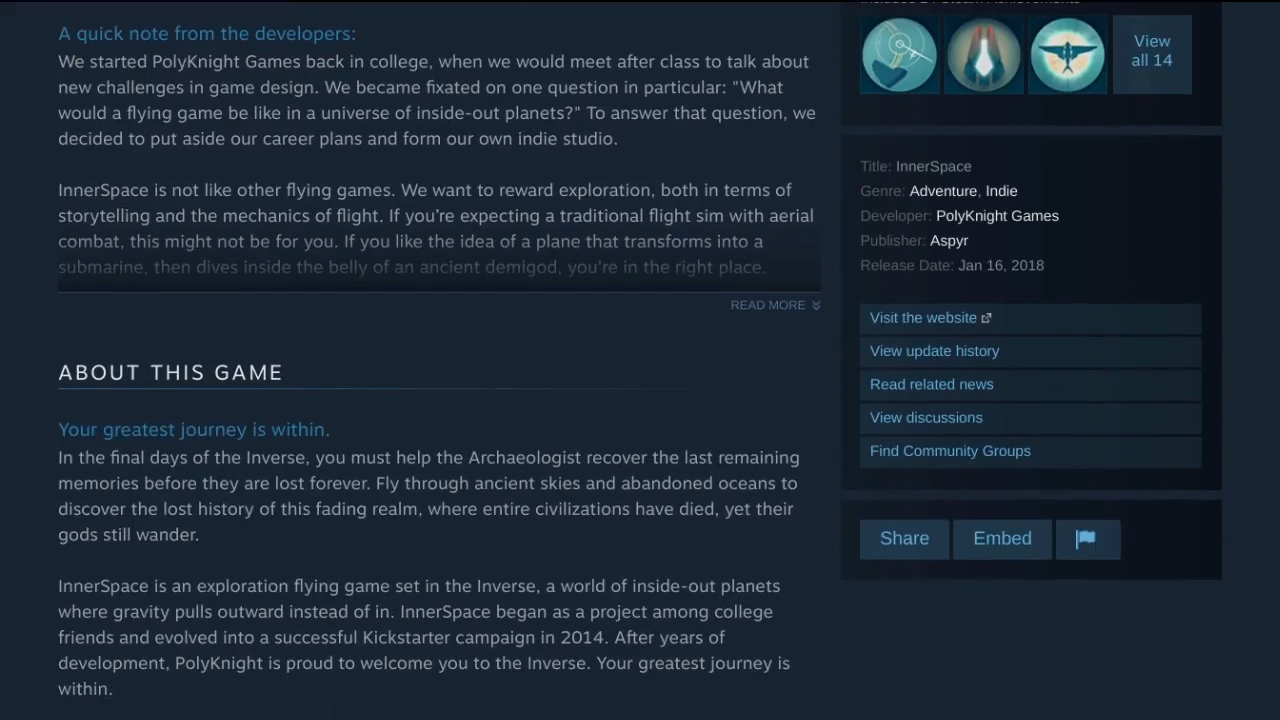 A quick note from the developers:
We started PolyKnight Games back in college, when we would meet after class to talk about
new challenges in game design. We became fixated on one question in particular: "What
would a flying game be like in a universe of inside-out planets?" To answer that question, we
decided to put aside our career plans and form our own indie studio.
InnerSpace is not like other flying games. We want to reward exploration, both in terms of
storytelling and the mechanics of flight. If you're expecting a traditional flight sim with aerial
combat, this might not be for you. If you like the idea of a plane that transforms into a
submarine, then dives inside the belly of an ancient demigod, you're in the right place.
READ MORE
ABOUT THIS GAME
Your greatest journey is within.
In the final days of the Inverse, you must help the Archaeologist recover the last remaining
memories before they are lost forever. Fly through ancient skies and abandoned oceans to
discover the lost history of this fading realm, where entire civilizations have died, yet their
gods still wander.
InnerSpace is an exploration flying game set in the Inverse, a world of inside-out planets
where gravity pulls outward instead of in. InnerSpace began as a project among college
friends and evolved into a successful Kickstarter campaign in 2014. After years of
development, PolyKnight is proud to welcome you to the Inverse. Your greatest journey is
within.
View
all 14
Title: InnerSpace
Genre: Adventure, Indie
Developer: PolyKnight Games
Publisher: Aspyr
Release Date: Jan 16, 2018
Visit the website
View update history
Read related news
View discussions
Find Community Groups
Share
Embed